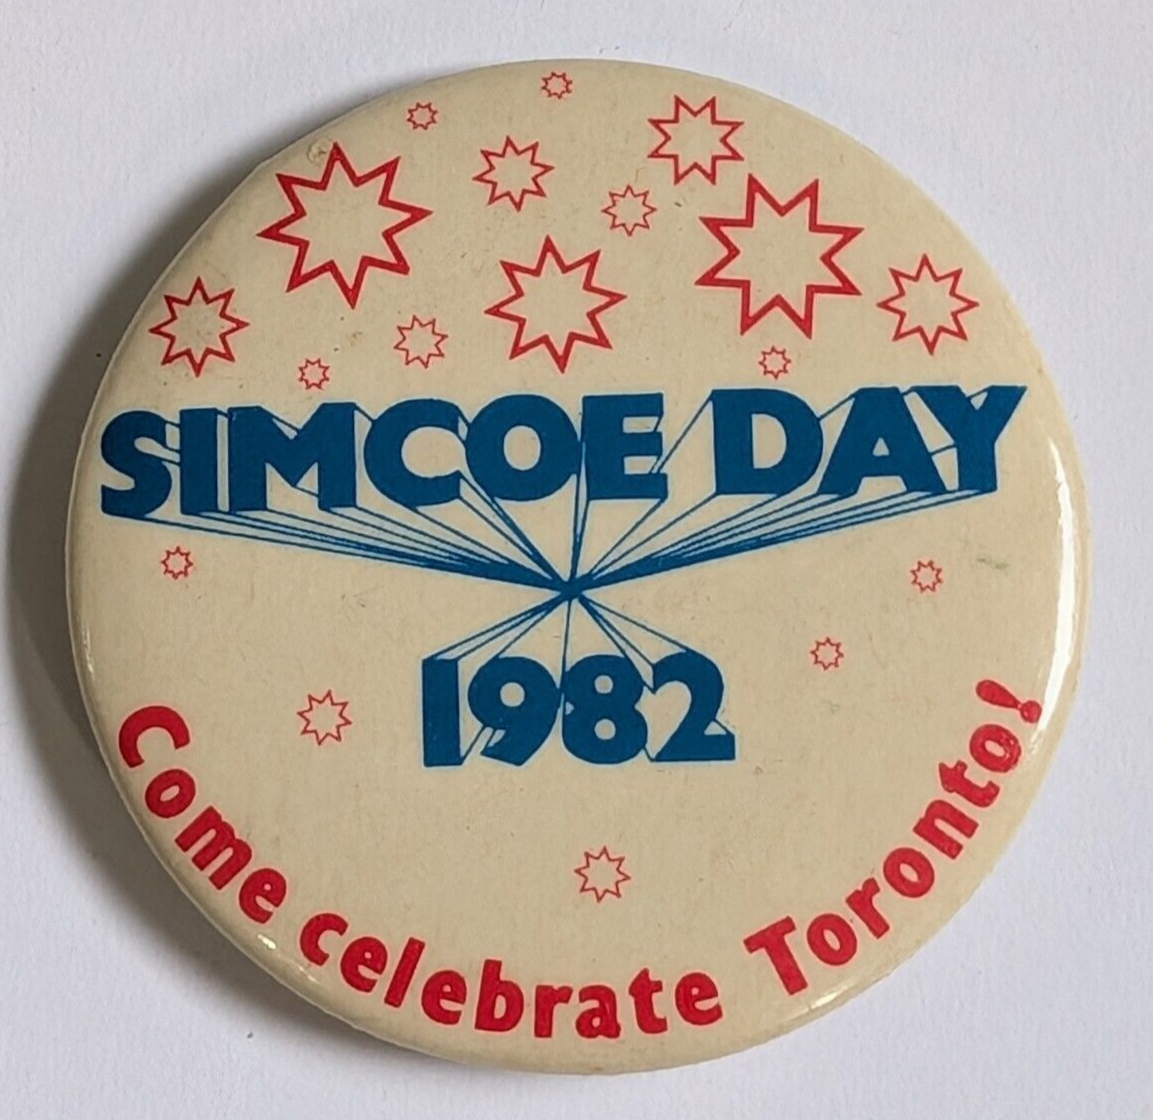 SIMCOE DAY
1982
Come celebrate Toronto!